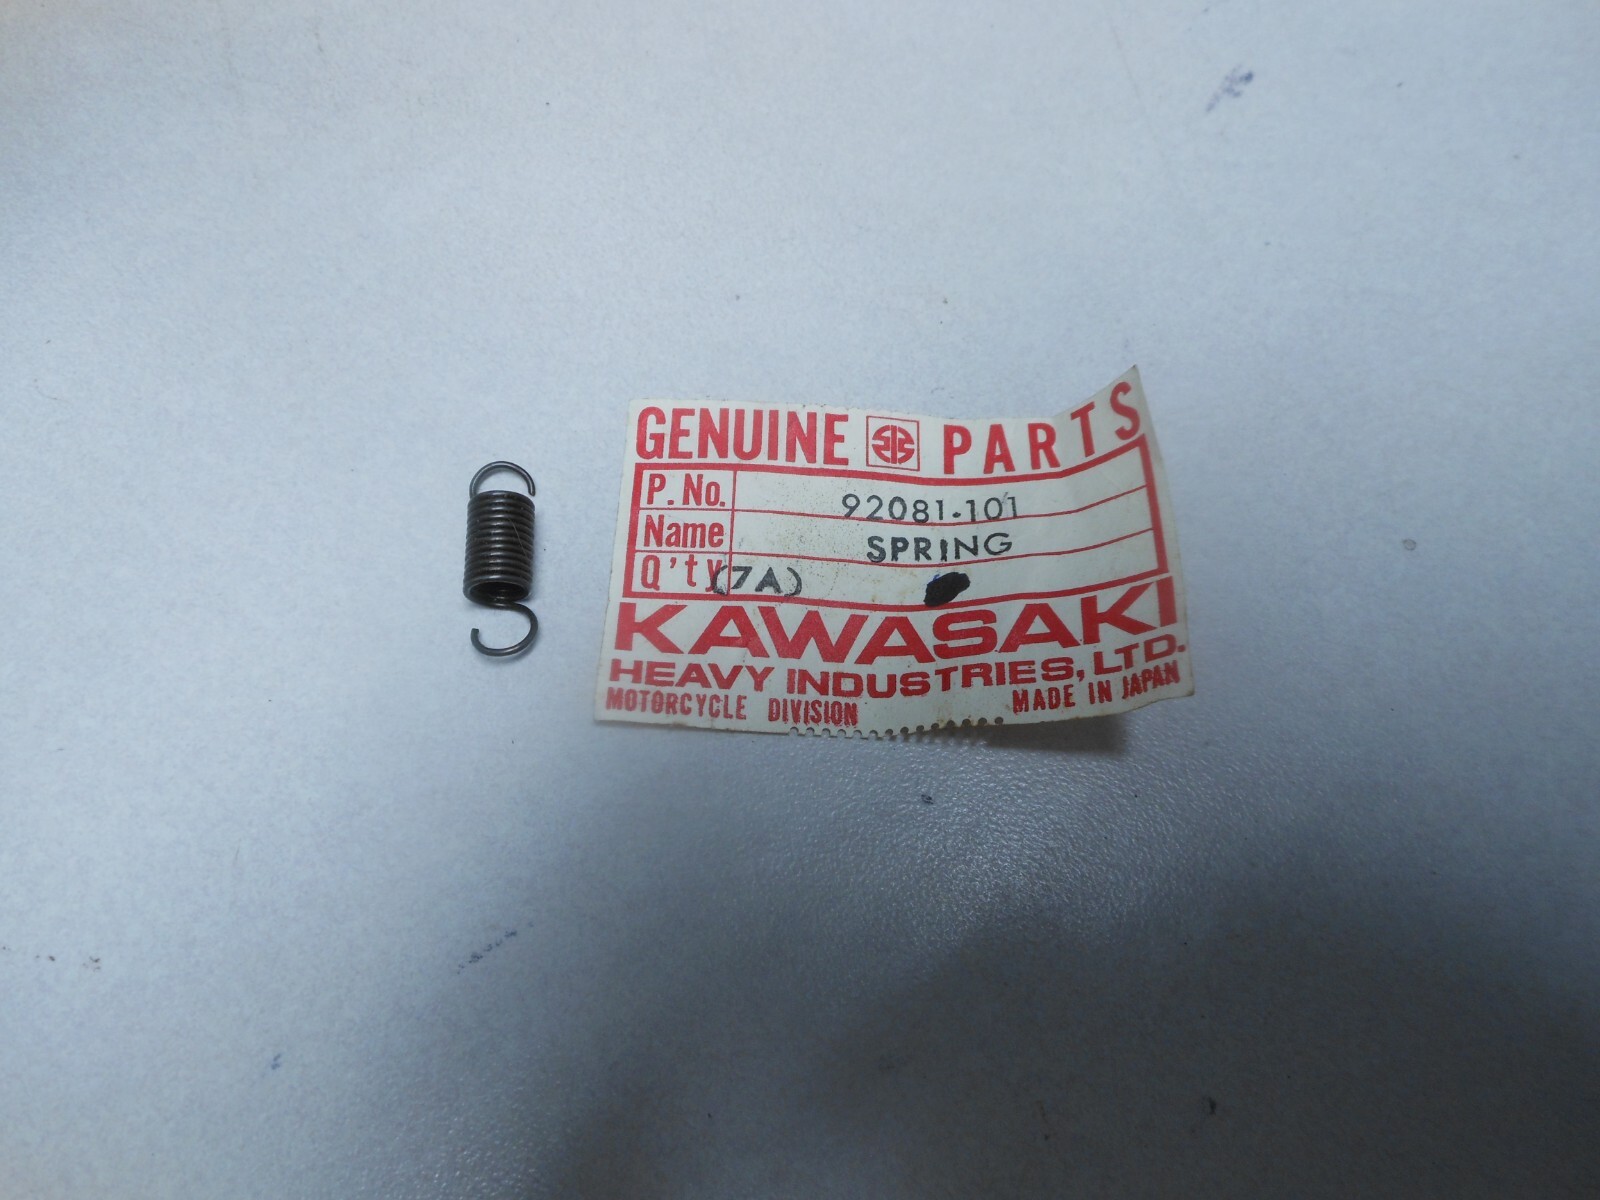 GENUINE PARTS
P. No. 92081-101
Name SPRING
Q'ty (7A)
KAWASAKI
HEAVY INDUSTRIES, LTD.
MOTORCYCLE DIVISION MADE IN JAPAN